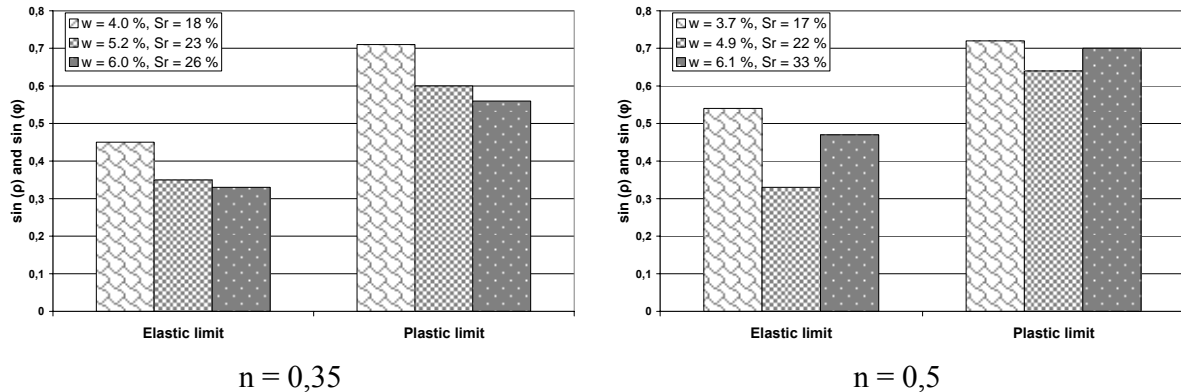 0,8
0,7
0,6
0,5
0,4
0,3
0,2
0,1
0
sin (ρ) and sin (φ)
w = 4.0 %, Sr = 18 %
w = 5.2 %, Sr = 23 %
w = 6.0 %, Sr = 26 %
Elastic limit
Plastic limit
n = 0,35
0,8
0,7
0,6
0,5
0,4
0,3
0,2
0,1
0
sin (ρ) and sin (φ)
w = 3.7 %, Sr = 17 %
w = 4.9 %, Sr = 22 %
w = 6.1 %, Sr = 33 %
Elastic limit
Plastic limit
n = 0,5